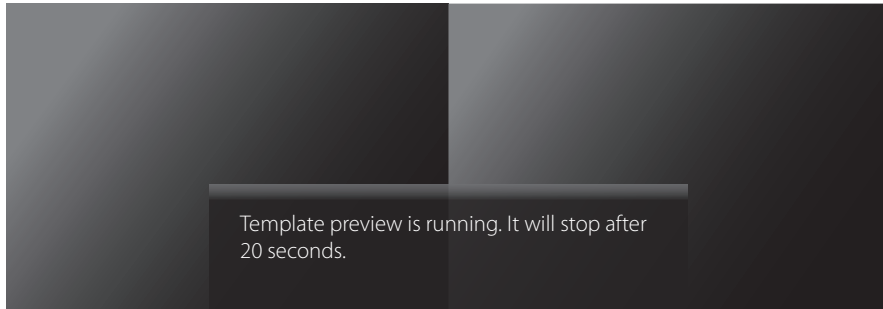 Template preview is running. It will stop after
20 seconds.